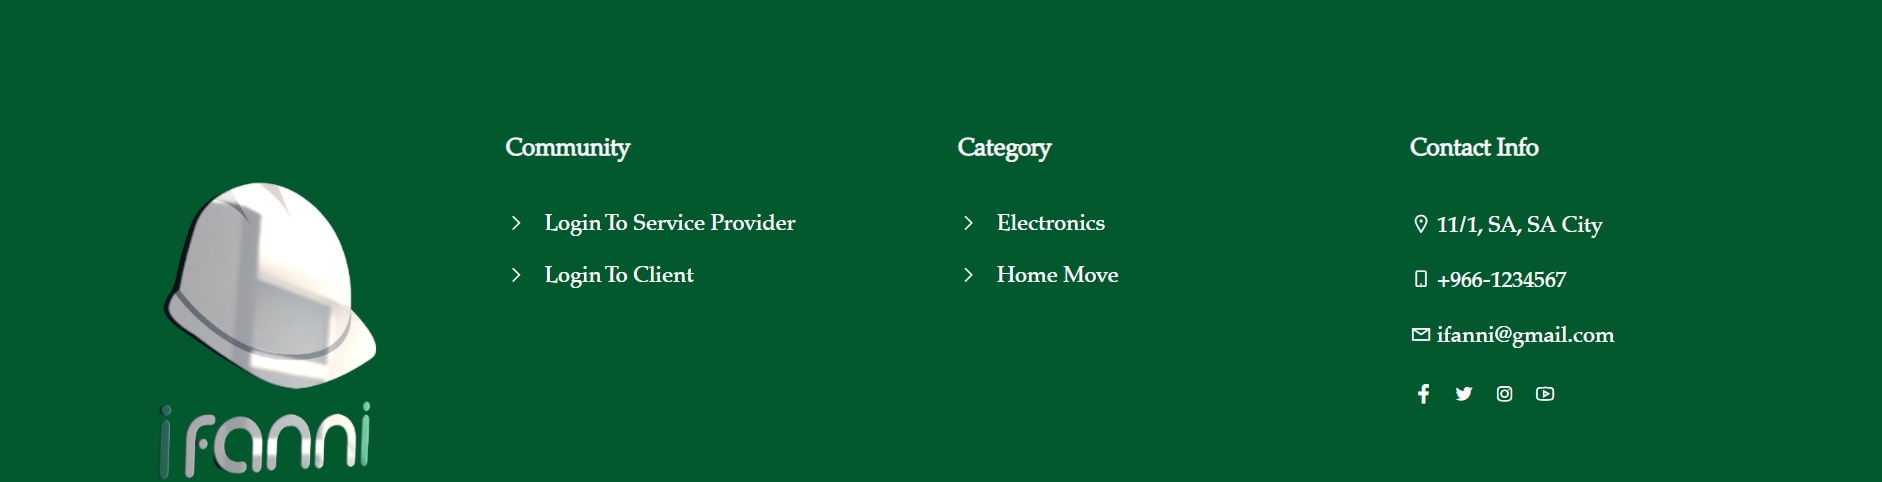 Community
Login To Service Provider
Login To Client
Category
Electronics
Home Move
Contact Info
11/1, SA, SA City
+966-1234567
ifanni@gmail.com
ifanni